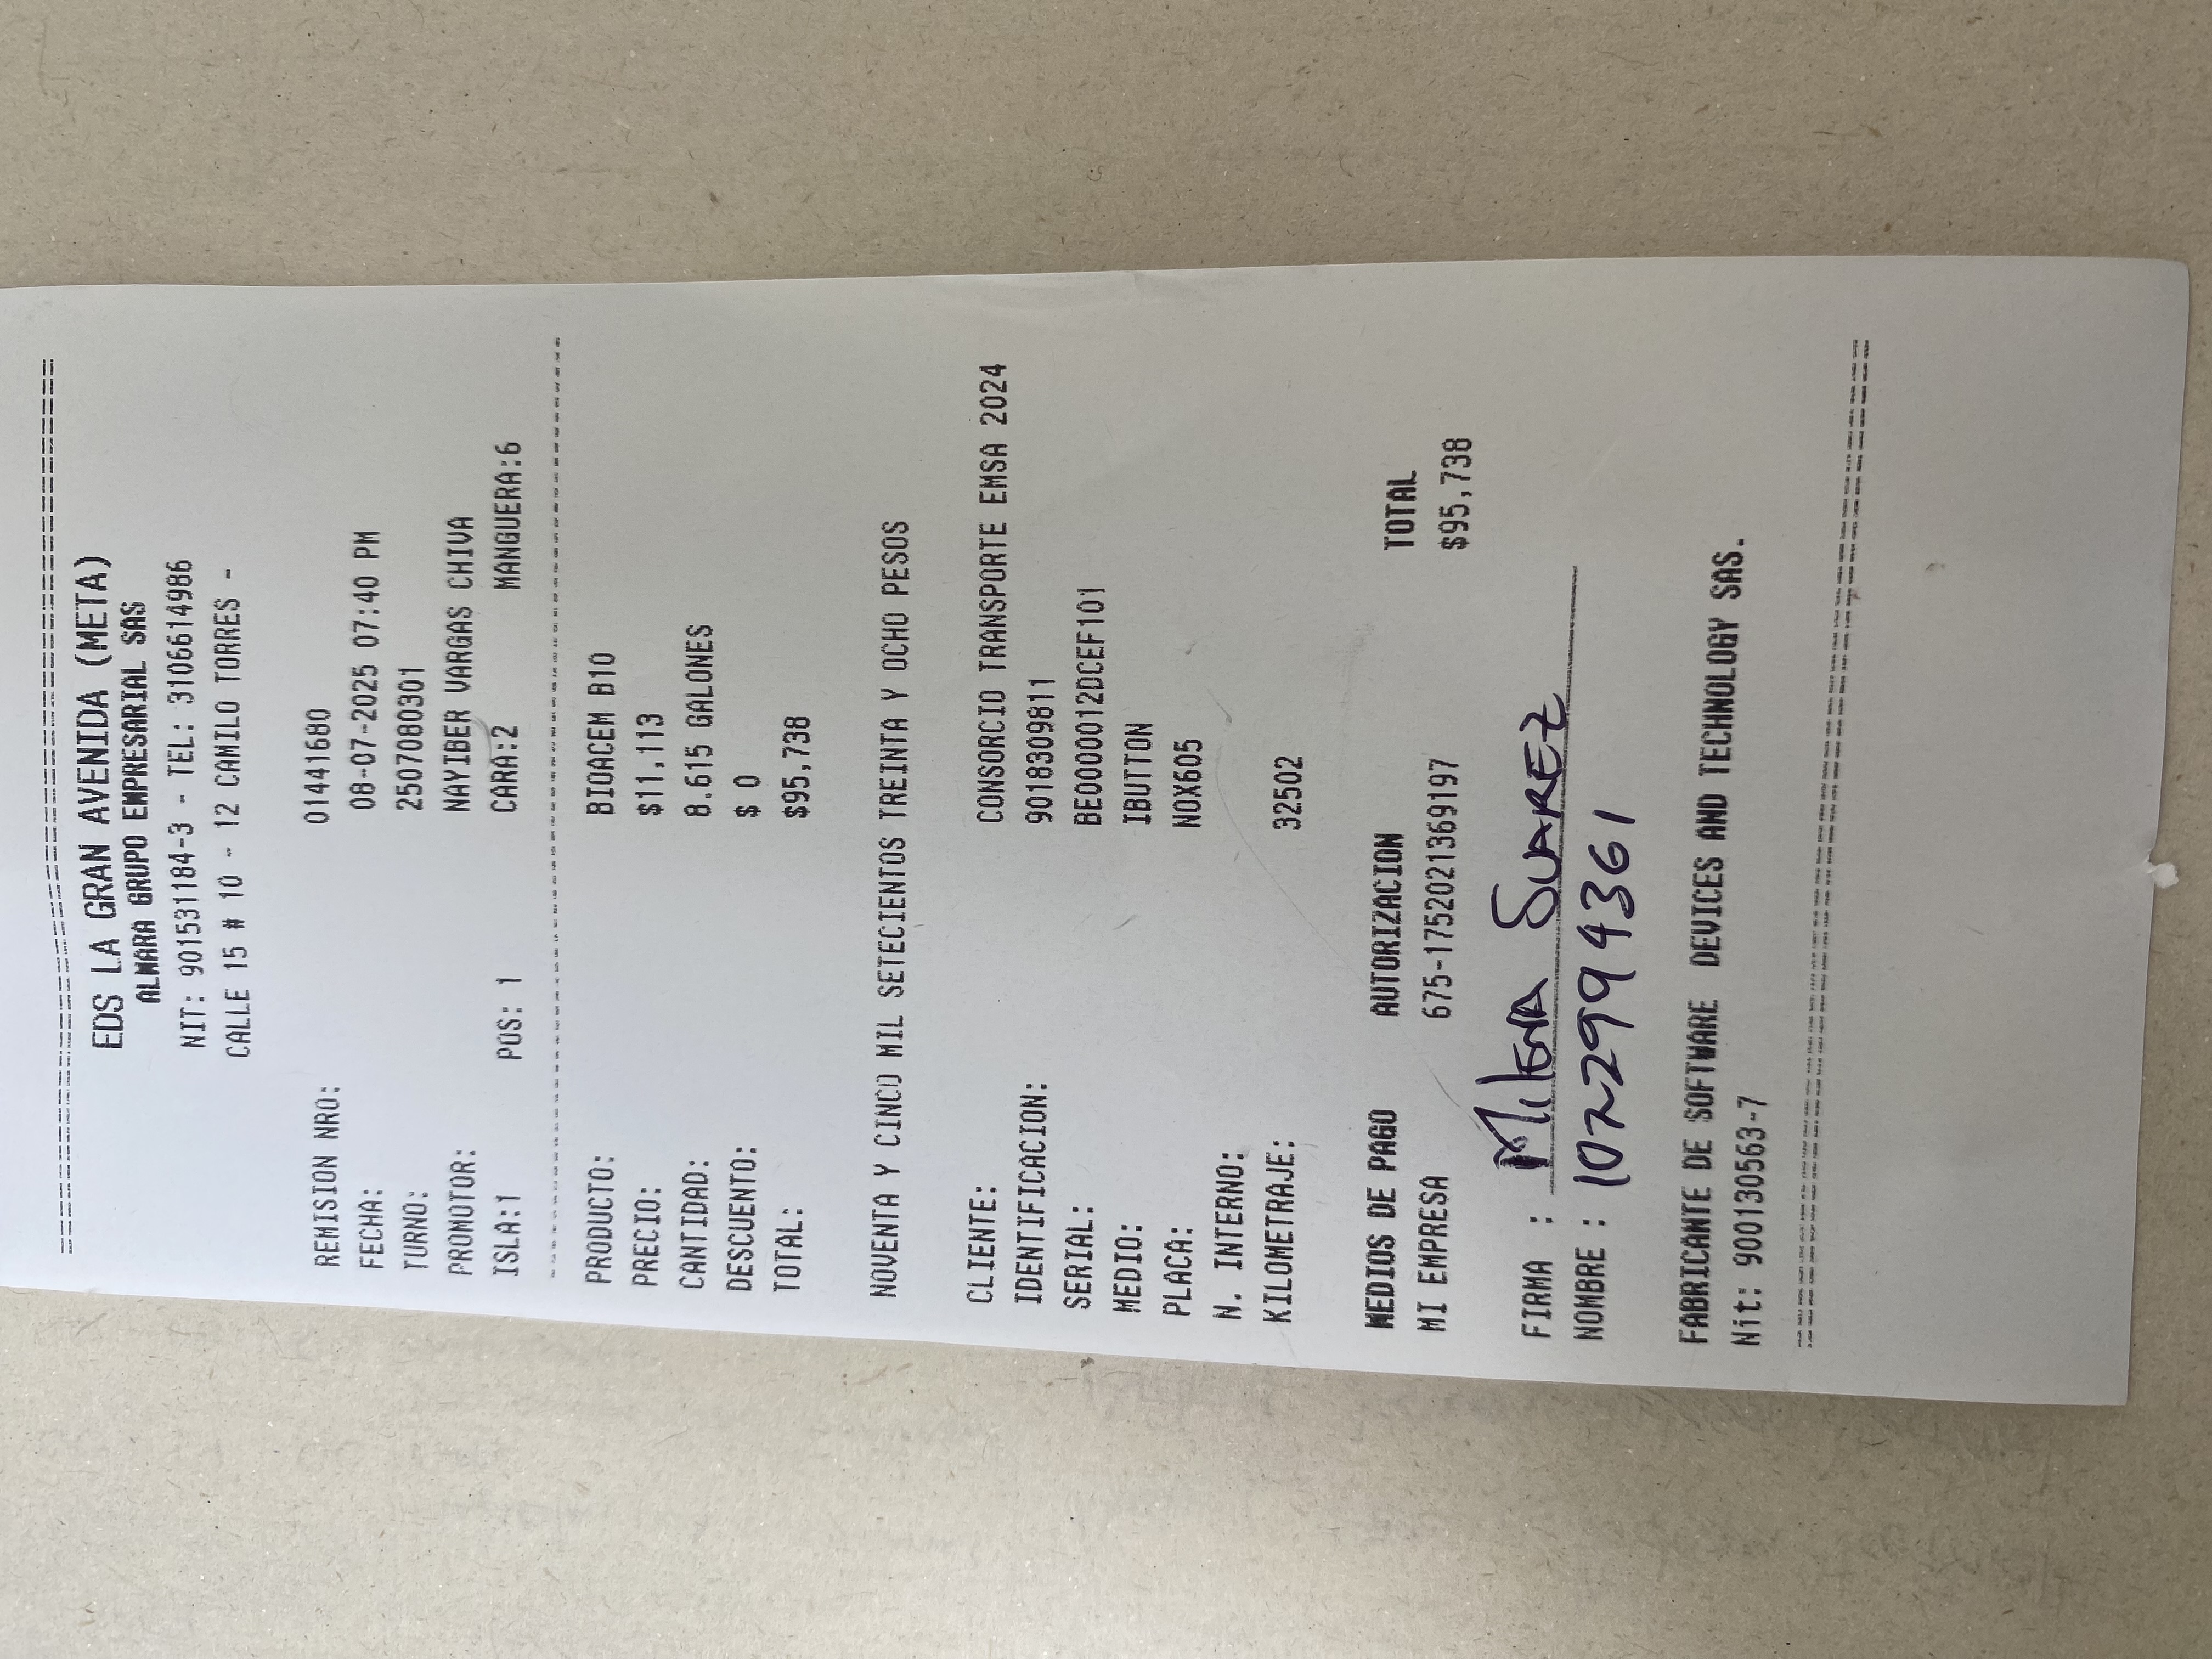 EDS LA GRAN AVENIDA (META)
ALMARA GRUPO EMPRESARIAL SAS
NIT: 901531184-3 - TEL: 3106614986
CALLE 15 # 10 - 12 CAMILO TORRES -
REMISION NRO: 01441680
FECHA: 08-07-2025 07:40 PM
TURNO: 2507080301
PROMOTOR: NAYIBER VARGAS CHIVA
ISLA:1 POS: 1 CARA:2 MANGUERA:6
PRODUCTO: BIOACEM B10
PRECIO: $11,113
CANTIDAD: 8.615 GALONES
DESCUENTO: $ 0
TOTAL: $95,738
NOVENTA Y CINCO MIL SETECIENTOS TREINTA Y OCHO PESOS
CLIENTE: CONSORCIO TRANSPORTE EMSA 2024
IDENTIFICACION: 9018309811
SERIAL: BE0000012DCEF101
MEDIO: IBUTTON
PLACA: NOX605
N. INTERNO:
KILOMETRAJE: 32502
MEDIOS DE PAGO AUTORIZACION TOTAL
MI EMPRESA 675-1752021369197 $95,738
FIRMA : MilENA SUAREZ
NOMBRE : 1022994361
FABRICANTE DE SOFTWARE DEVICES AND TECHNOLOGY SAS.
Nit: 900130563-7